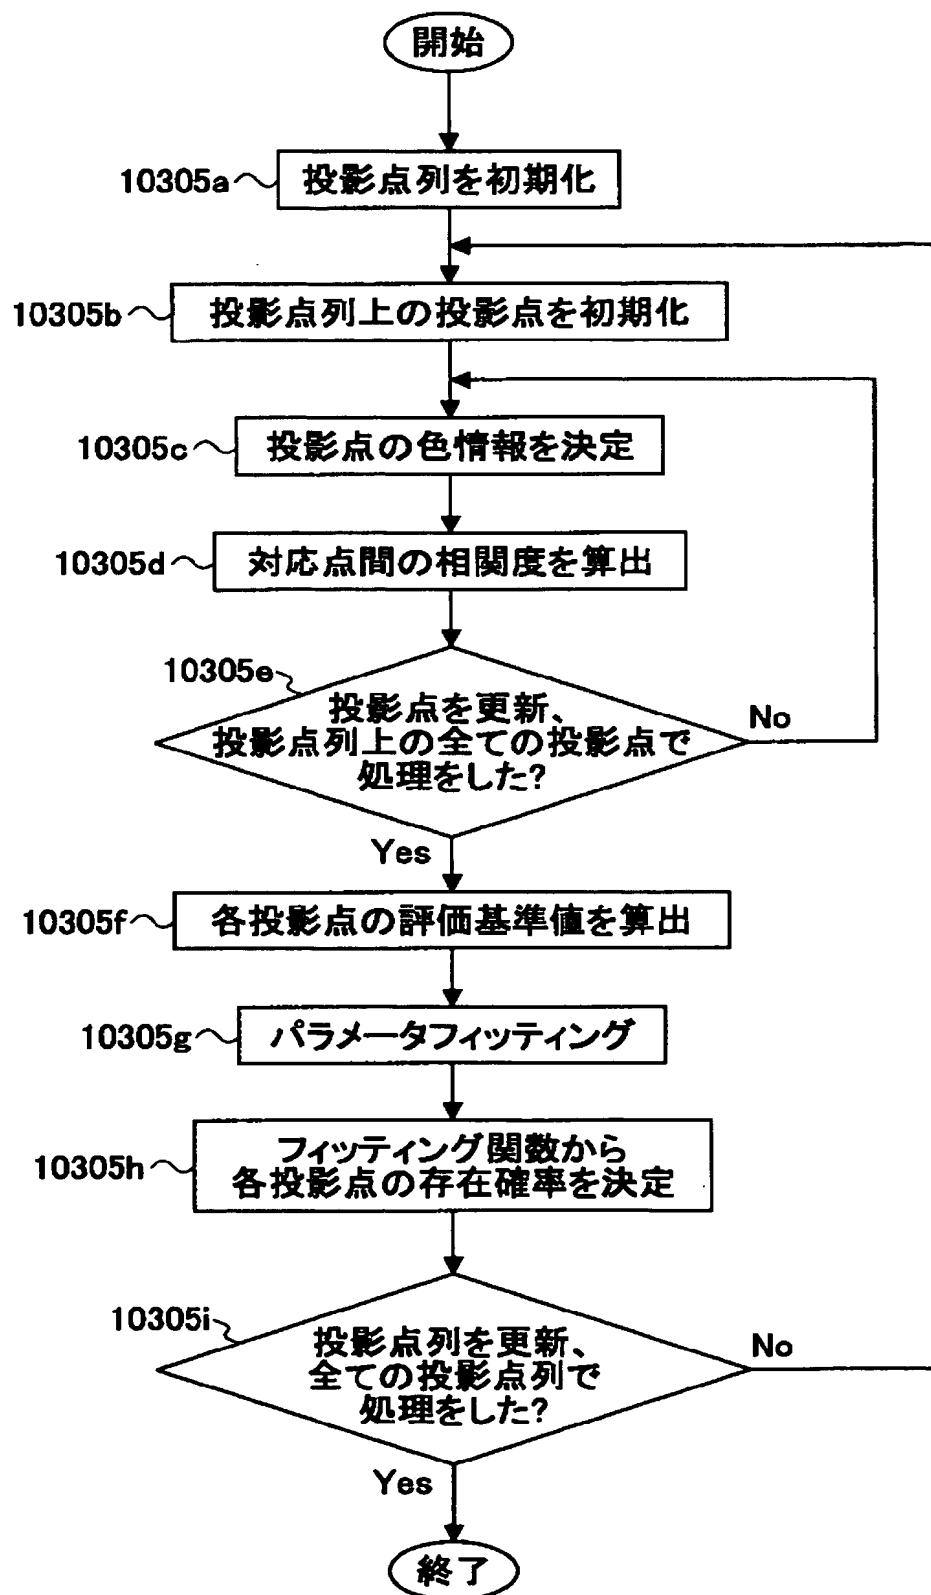 開始
10305a
投影点列を初期化
10305b
投影点列上の投影点を初期化
10305c
投影点の色情報を決定
10305d
対応点間の相関度を算出
10305e
投影点を更新、
投影点列上の全ての投影点で
処理をした?
No
Yes
10305f
各投影点の評価基準値を算出
10305g
パラメータフィッティング
10305h
フィッティング関数から
各投影点の存在確率を決定
10305i
投影点列を更新、
全ての投影点列で
処理をした?
No
Yes
終了